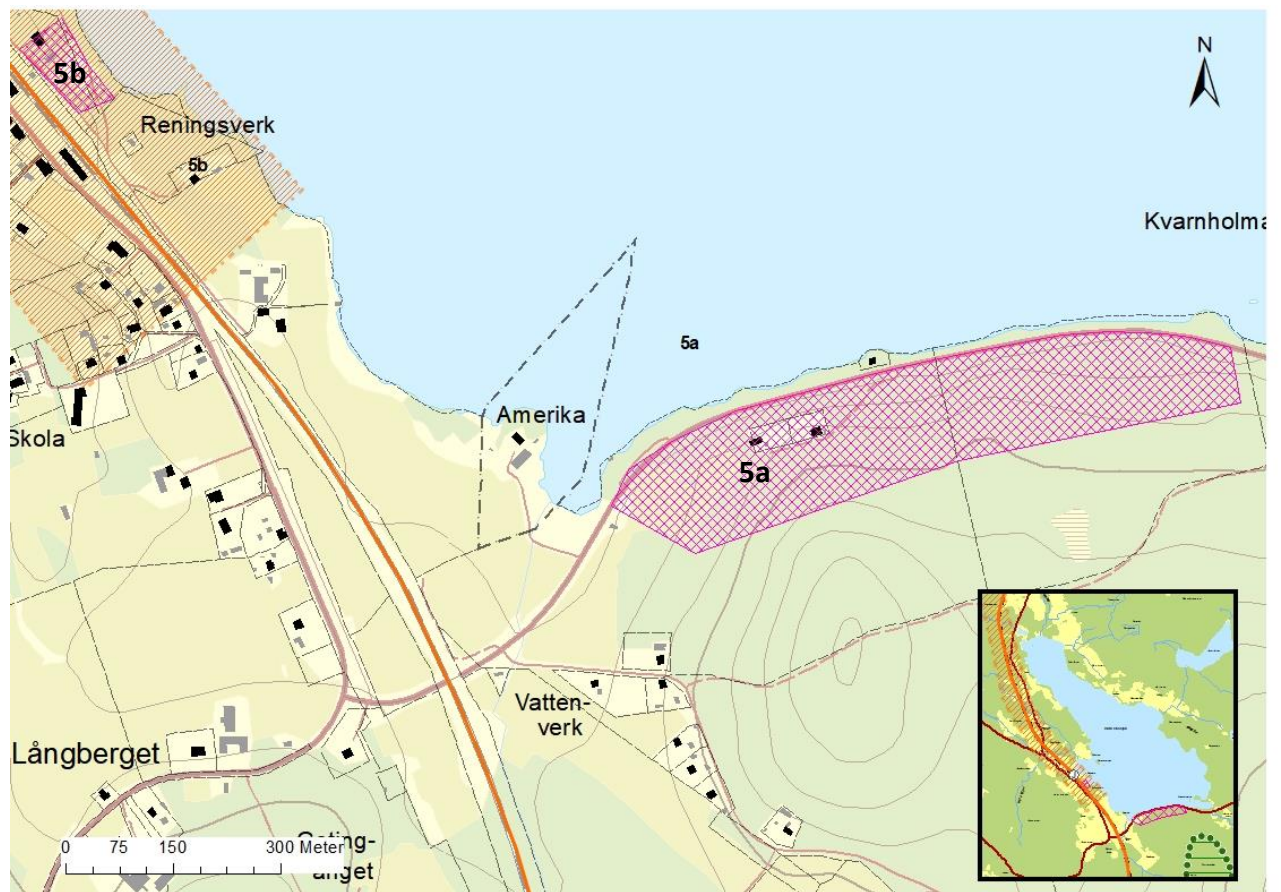 N
5b
Reningsverk
5b
Kvarnholma
5a
Amerika
Skola
5a
Vatten-
verk
Långberget
0 75 150 300 Meter